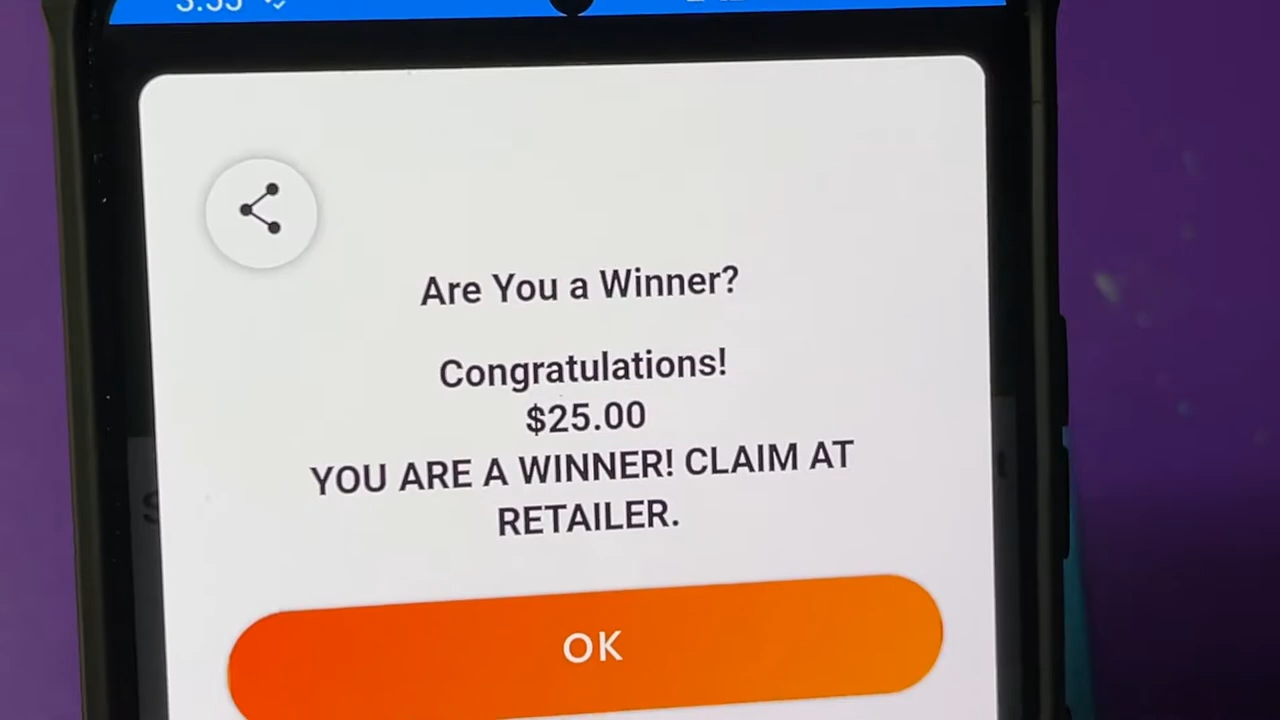 Are You a Winner?
Congratulations!
$25.00
YOU ARE A WINNER! CLAIM AT
RETAILER.
OK